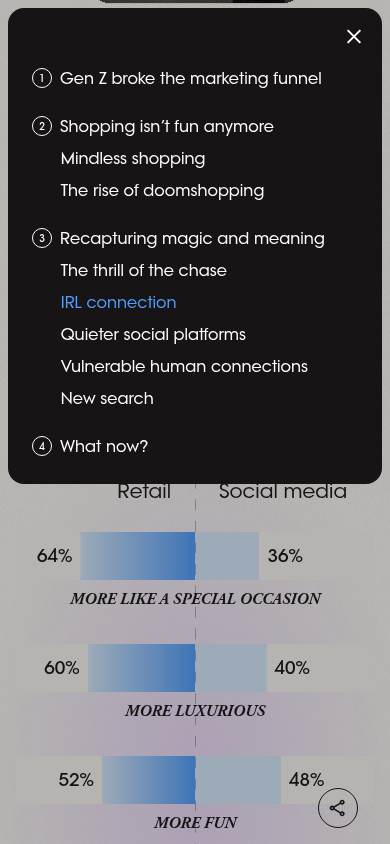 1 Gen Z broke the marketing funnel
2 Shopping isn’t fun anymore
Mindless shopping
The rise of doomshopping
3 Recapturing magic and meaning
The thrill of the chase
IRL connection
Quieter social platforms
Vulnerable human connections
New search
4 What now?
Retail Social media
64% 36%
MORE LIKE A SPECIAL OCCASION
60% 40%
MORE LUXURIOUS
52% 48%
MORE FUN